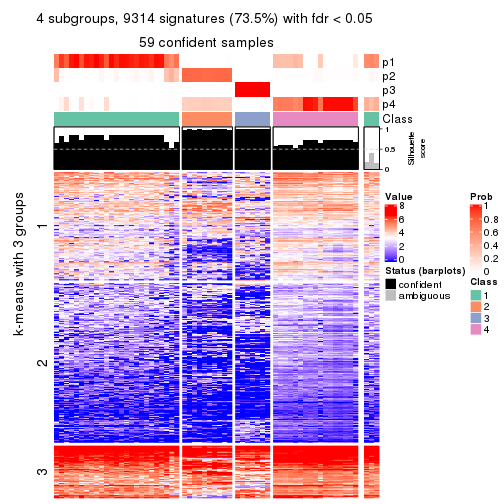 4 subgroups, 9314 signatures (73.5%) with fdr < 0.05
59 confident samples
p1
p2
p3
p4
Class
1
0.5
0
Silhouette
score
k-means with 3 groups
1
2
3
Value
8
6
4
2
0
Status (barplots)
confident
ambiguous
Prob
1
0.8
0.6
0.4
0.2
0
Class
1
2
3
4